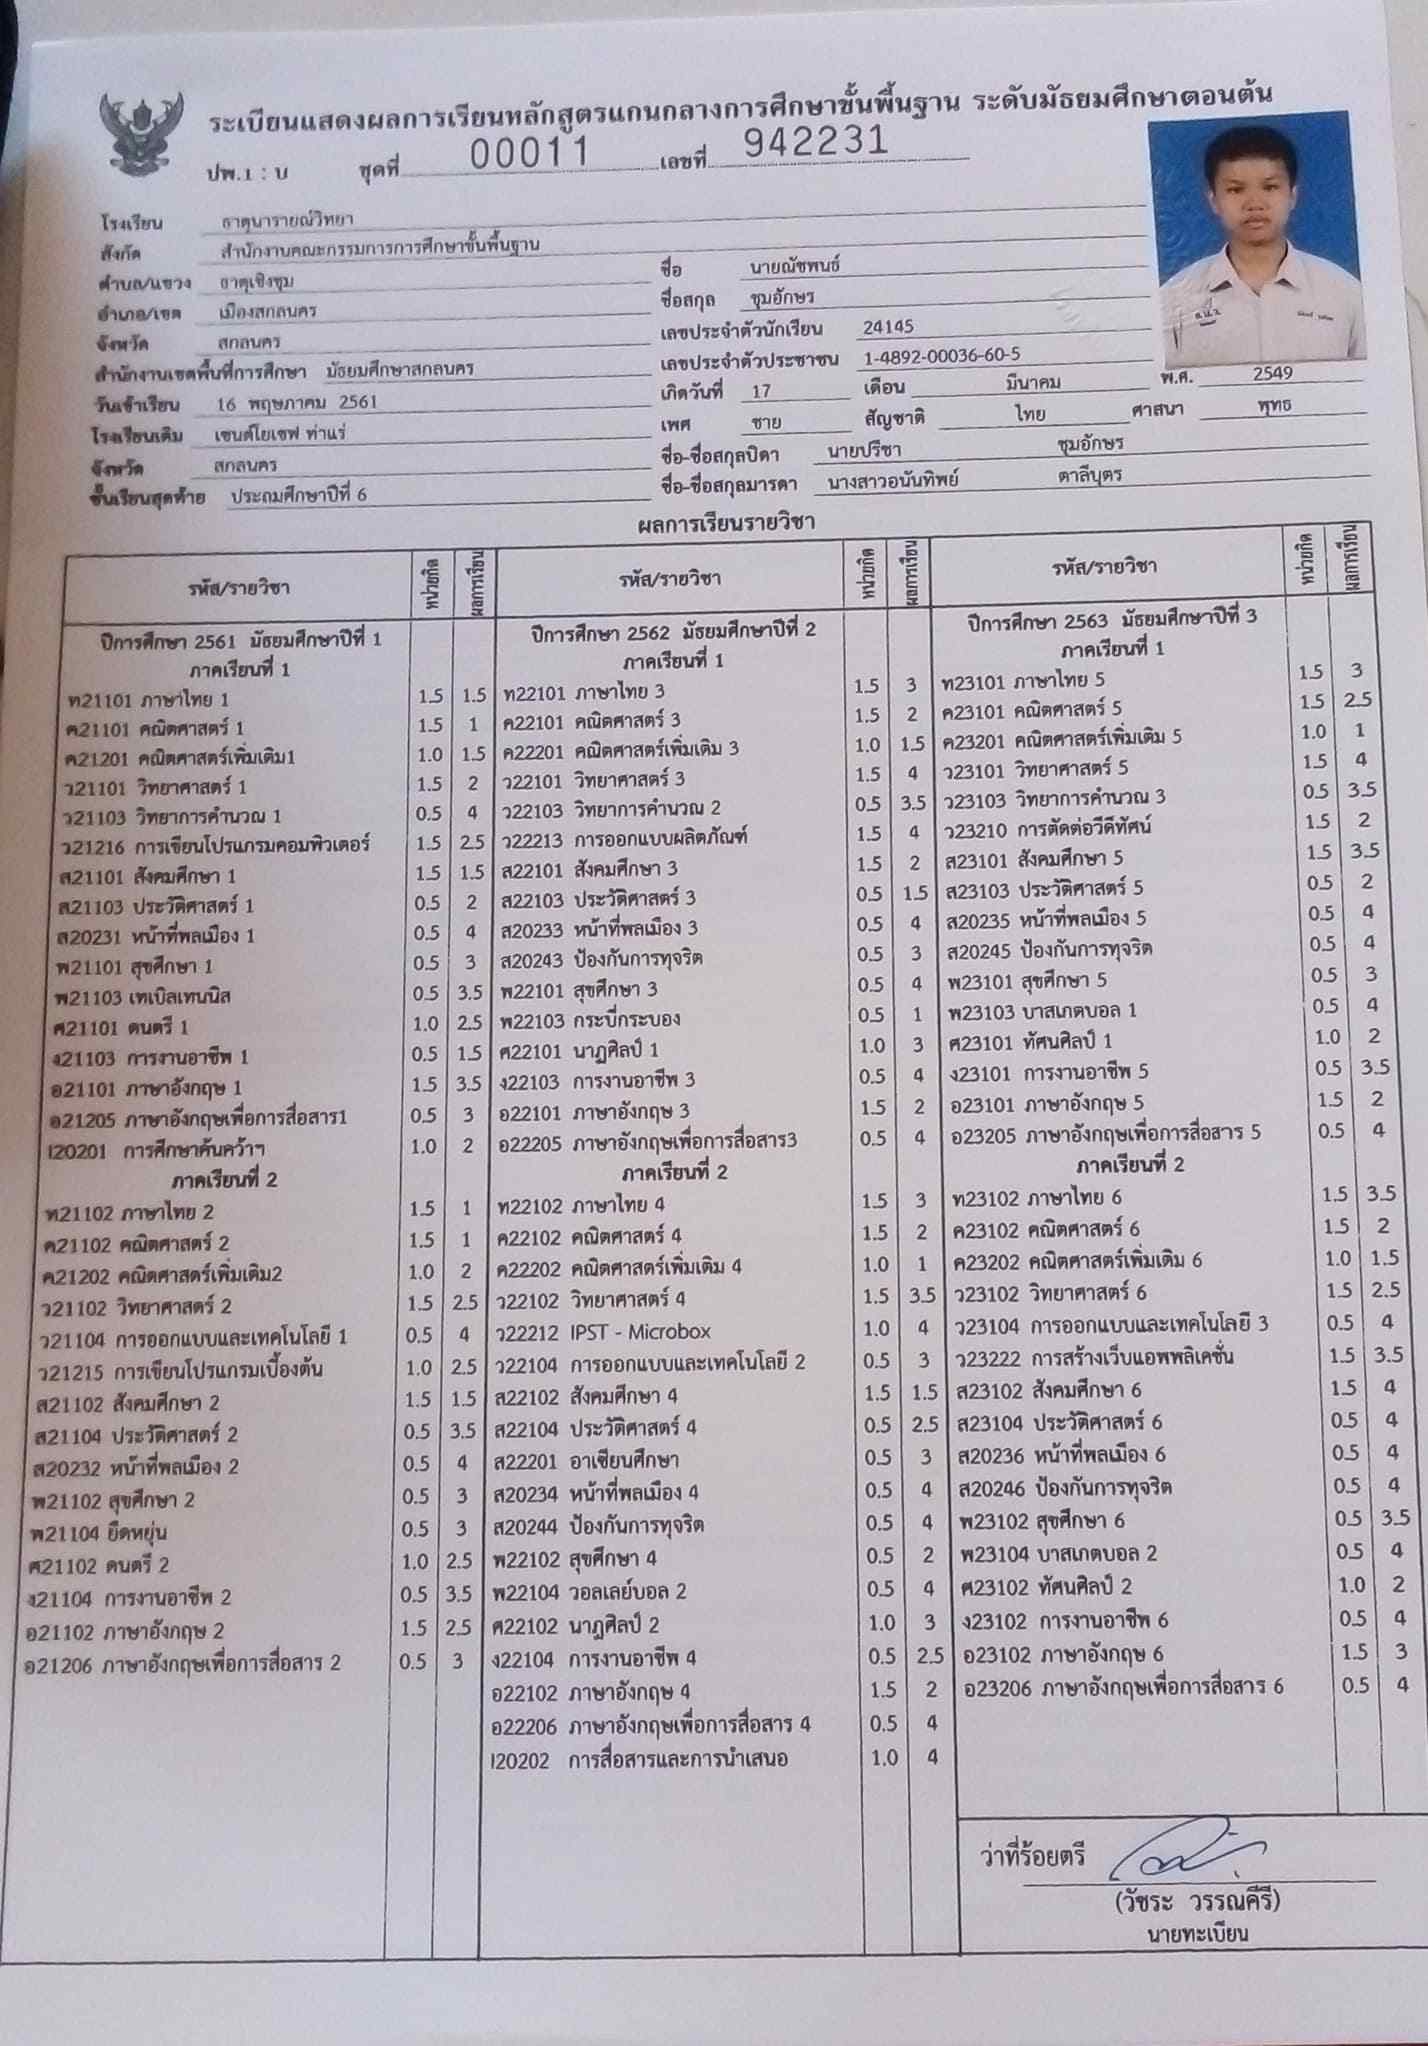 ระเบียนแสดงผลการเรียนหลักสูตรแกนกลางการศึกษาขั้นพื้นฐาน ระดับมัธยมศึกษาตอนต้น
ปพ.1 : บ ชุดที่ 00011 เลขที่ 942231
โรงเรียน ธาตุนารายณ์วิทยา
สังกัด สำนักงานคณะกรรมการการศึกษาขั้นพื้นฐาน
ตำบล/แขวง ธาตุเชิงชุม
อำเภอ/เขต เมืองสกลนคร
จังหวัด สกลนคร
สำนักงานเขตพื้นที่การศึกษา มัธยมศึกษาสกลนคร
วันเข้าเรียน 16 พฤษภาคม 2561
โรงเรียนเดิม เซนต์โยเซฟ ท่าแร่
จังหวัด สกลนคร
ชั้นเรียนสุดท้าย ประถมศึกษาปีที่ 6
ชื่อ นายณัชพนธ์
ชื่อสกุล ชุมอักษร
เลขประจำตัวนักเรียน 24145
เลขประจำตัวประชาชน 1-4892-00036-60-5
เกิดวันที่ 17 เดือน มีนาคม พ.ศ. 2549
เพศ ชาย สัญชาติ ไทย ศาสนา พุทธ
ชื่อ-ชื่อสกุลบิดา นายปรีชา ชุมอักษร
ชื่อ-ชื่อสกุลมารดา นางสาวอนันทิพย์ ตาลีบุตร
ธ.น.ว.
ผลการเรียนรายวิชา
รหัส/รายวิชา หน่วยกิต ผลการเรียน
ปีการศึกษา 2561 มัธยมศึกษาปีที่ 1
ภาคเรียนที่ 1
ท21101 ภาษาไทย 1 1.5 1.5
ค21101 คณิตศาสตร์ 1 1.5 1
ค21201 คณิตศาสตร์เพิ่มเติม1 1.0 1.5
ว21101 วิทยาศาสตร์ 1 1.5 2
ว21103 วิทยาการคำนวณ 1 0.5 4
ว21216 การเขียนโปรแกรมคอมพิวเตอร์ 1.5 2.5
ส21101 สังคมศึกษา 1 1.5 1.5
ส21103 ประวัติศาสตร์ 1 0.5 2
ส20231 หน้าที่พลเมือง 1 0.5 4
พ21101 สุขศึกษา 1 0.5 3
พ21103 เทเบิลเทนนิส 0.5 3.5
ศ21101 ดนตรี 1 1.0 2.5
ง21103 การงานอาชีพ 1 0.5 1.5
อ21101 ภาษาอังกฤษ 1 1.5 3.5
อ21205 ภาษาอังกฤษเพื่อการสื่อสาร1 0.5 3
I20201 การศึกษาค้นคว้าฯ 1.0 2
ภาคเรียนที่ 2
ท21102 ภาษาไทย 2 1.5 1
ค21102 คณิตศาสตร์ 2 1.5 1
ค21202 คณิตศาสตร์เพิ่มเติม2 1.0 2
ว21102 วิทยาศาสตร์ 2 1.5 2.5
ว21104 การออกแบบและเทคโนโลยี 1 0.5 4
ว21215 การเขียนโปรแกรมเบื้องต้น 1.0 2.5
ส21102 สังคมศึกษา 2 1.5 1.5
ส21104 ประวัติศาสตร์ 2 0.5 3.5
ส20232 หน้าที่พลเมือง 2 0.5 4
พ21102 สุขศึกษา 2 0.5 3
พ21104 ยืดหยุ่น 0.5 3
ศ21102 ดนตรี 2 1.0 2.5
ง21104 การงานอาชีพ 2 0.5 3.5
อ21102 ภาษาอังกฤษ 2 1.5 2.5
อ21206 ภาษาอังกฤษเพื่อการสื่อสาร 2 0.5 3
รหัส/รายวิชา หน่วยกิต ผลการเรียน
ปีการศึกษา 2562 มัธยมศึกษาปีที่ 2
ภาคเรียนที่ 1
ท22101 ภาษาไทย 3 1.5 3
ค22101 คณิตศาสตร์ 3 1.5 2
ค22201 คณิตศาสตร์เพิ่มเติม 3 1.0 1.5
ว22101 วิทยาศาสตร์ 3 1.5 4
ว22103 วิทยาการคำนวณ 2 0.5 3.5
ว22213 การออกแบบผลิตภัณฑ์ 1.5 4
ส22101 สังคมศึกษา 3 1.5 2
ส22103 ประวัติศาสตร์ 3 0.5 1.5
ส20233 หน้าที่พลเมือง 3 0.5 4
ส20243 ป้องกันการทุจริต 0.5 3
พ22101 สุขศึกษา 3 0.5 4
พ22103 กระบี่กระบอง 0.5 1
ศ22101 นาฏศิลป์ 1 1.0 3
ง22103 การงานอาชีพ 3 0.5 4
อ22101 ภาษาอังกฤษ 3 1.5 2
อ22205 ภาษาอังกฤษเพื่อการสื่อสาร3 0.5 4
ภาคเรียนที่ 2
ท22102 ภาษาไทย 4 1.5 3
ค22102 คณิตศาสตร์ 4 1.5 2
ค22202 คณิตศาสตร์เพิ่มเติม 4 1.0 1
ว22102 วิทยาศาสตร์ 4 1.5 3.5
ว22212 IPST - Microbox 1.0 4
ว22104 การออกแบบและเทคโนโลยี 2 0.5 3
ส22102 สังคมศึกษา 4 1.5 1.5
ส22104 ประวัติศาสตร์ 4 0.5 2.5
ส22201 อาเซียนศึกษา 0.5 3
ส20234 หน้าที่พลเมือง 4 0.5 4
ส20244 ป้องกันการทุจริต 0.5 4
พ22102 สุขศึกษา 4 0.5 2
พ22104 วอลเลย์บอล 2 0.5 4
ศ22102 นาฏศิลป์ 2 1.0 3
ง22104 การงานอาชีพ 4 0.5 2.5
อ22102 ภาษาอังกฤษ 4 1.5 2
อ22206 ภาษาอังกฤษเพื่อการสื่อสาร 4 0.5 4
I20202 การสื่อสารและการนำเสนอ 1.0 4
รหัส/รายวิชา หน่วยกิต ผลการเรียน
ปีการศึกษา 2563 มัธยมศึกษาปีที่ 3
ภาคเรียนที่ 1
ท23101 ภาษาไทย 5 1.5 3
ค23101 คณิตศาสตร์ 5 1.5 2.5
ค23201 คณิตศาสตร์เพิ่มเติม 5 1.0 1
ว23101 วิทยาศาสตร์ 5 1.5 4
ว23103 วิทยาการคำนวณ 3 0.5 3.5
ว23210 การตัดต่อวีดีทัศน์ 1.5 2
ส23101 สังคมศึกษา 5 1.5 3.5
ส23103 ประวัติศาสตร์ 5 0.5 2
ส20235 หน้าที่พลเมือง 5 0.5 4
ส20245 ป้องกันการทุจริต 0.5 4
พ23101 สุขศึกษา 5 0.5 3
พ23103 บาสเกตบอล 1 0.5 4
ศ23101 ทัศนศิลป์ 1 1.0 2
ง23101 การงานอาชีพ 5 0.5 3.5
อ23101 ภาษาอังกฤษ 5 1.5 2
อ23205 ภาษาอังกฤษเพื่อการสื่อสาร 5 0.5 4
ภาคเรียนที่ 2
ท23102 ภาษาไทย 6 1.5 3.5
ค23102 คณิตศาสตร์ 6 1.5 2
ค23202 คณิตศาสตร์เพิ่มเติม 6 1.0 1.5
ว23102 วิทยาศาสตร์ 6 1.5 2.5
ว23104 การออกแบบและเทคโนโลยี 3 0.5 4
ว23222 การสร้างเว็บแอพพลิเคชั่น 1.5 3.5
ส23102 สังคมศึกษา 6 1.5 4
ส23104 ประวัติศาสตร์ 6 0.5 4
ส20236 หน้าที่พลเมือง 6 0.5 4
ส20246 ป้องกันการทุจริต 0.5 4
พ23102 สุขศึกษา 6 0.5 3.5
พ23104 บาสเกตบอล 2 0.5 4
ศ23102 ทัศนศิลป์ 2 1.0 2
ง23102 การงานอาชีพ 6 0.5 4
อ23102 ภาษาอังกฤษ 6 1.5 3
อ23206 ภาษาอังกฤษเพื่อการสื่อสาร 6 0.5 4
ว่าที่ร้อยตรี
(วัชระ วรรณคีรี)
นายทะเบียน